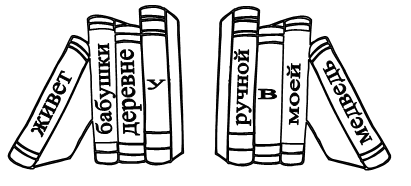 живет
бабушки
деревне
У
ручной
в
моей
медведь